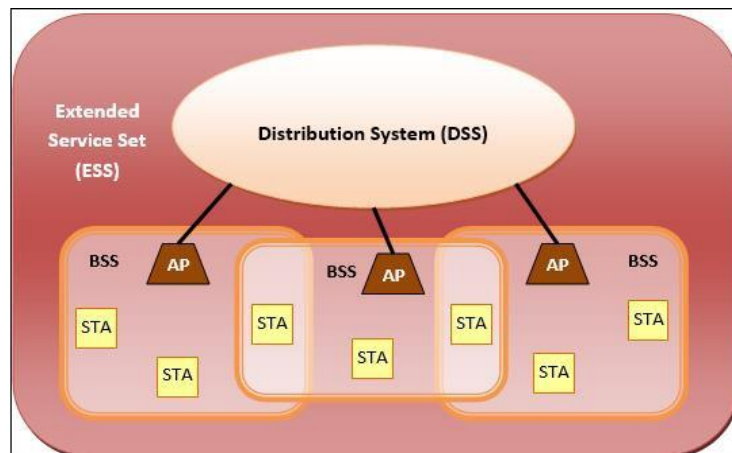 Extended
Service Set
(ESS)
Distribution System (DSS)
BSS
AP
BSS
AP
AP
BSS
STA
STA
STA
STA
STA
STA
STA